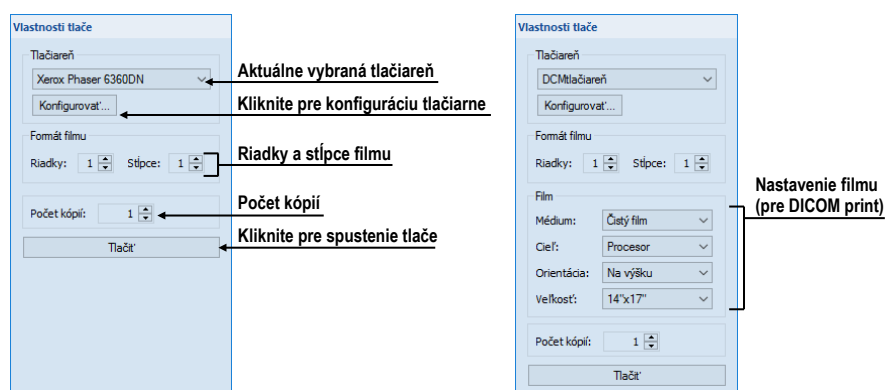 Vlastnosti tlače
Tlačiareň
Xerox Phaser 6360DN
Konfigurovať...
Formát filmu
Riadky: 1 Stĺpce: 1
Počet kópií: 1
Tlačiť
Aktuálne vybraná tlačiareň
Kliknite pre konfiguráciu tlačiarne
Riadky a stĺpce filmu
Počet kópií
Kliknite pre spustenie tlače
Vlastnosti tlače
Tlačiareň
DCMtlačiareň
Konfigurovať...
Formát filmu
Riadky: 1 Stĺpce: 1
Film
Médium: Čistý film
Cieľ: Procesor
Orientácia: Na výšku
Veľkosť: 14"x17"
Počet kópií: 1
Tlačiť
Nastavenie filmu
(pre DICOM print)